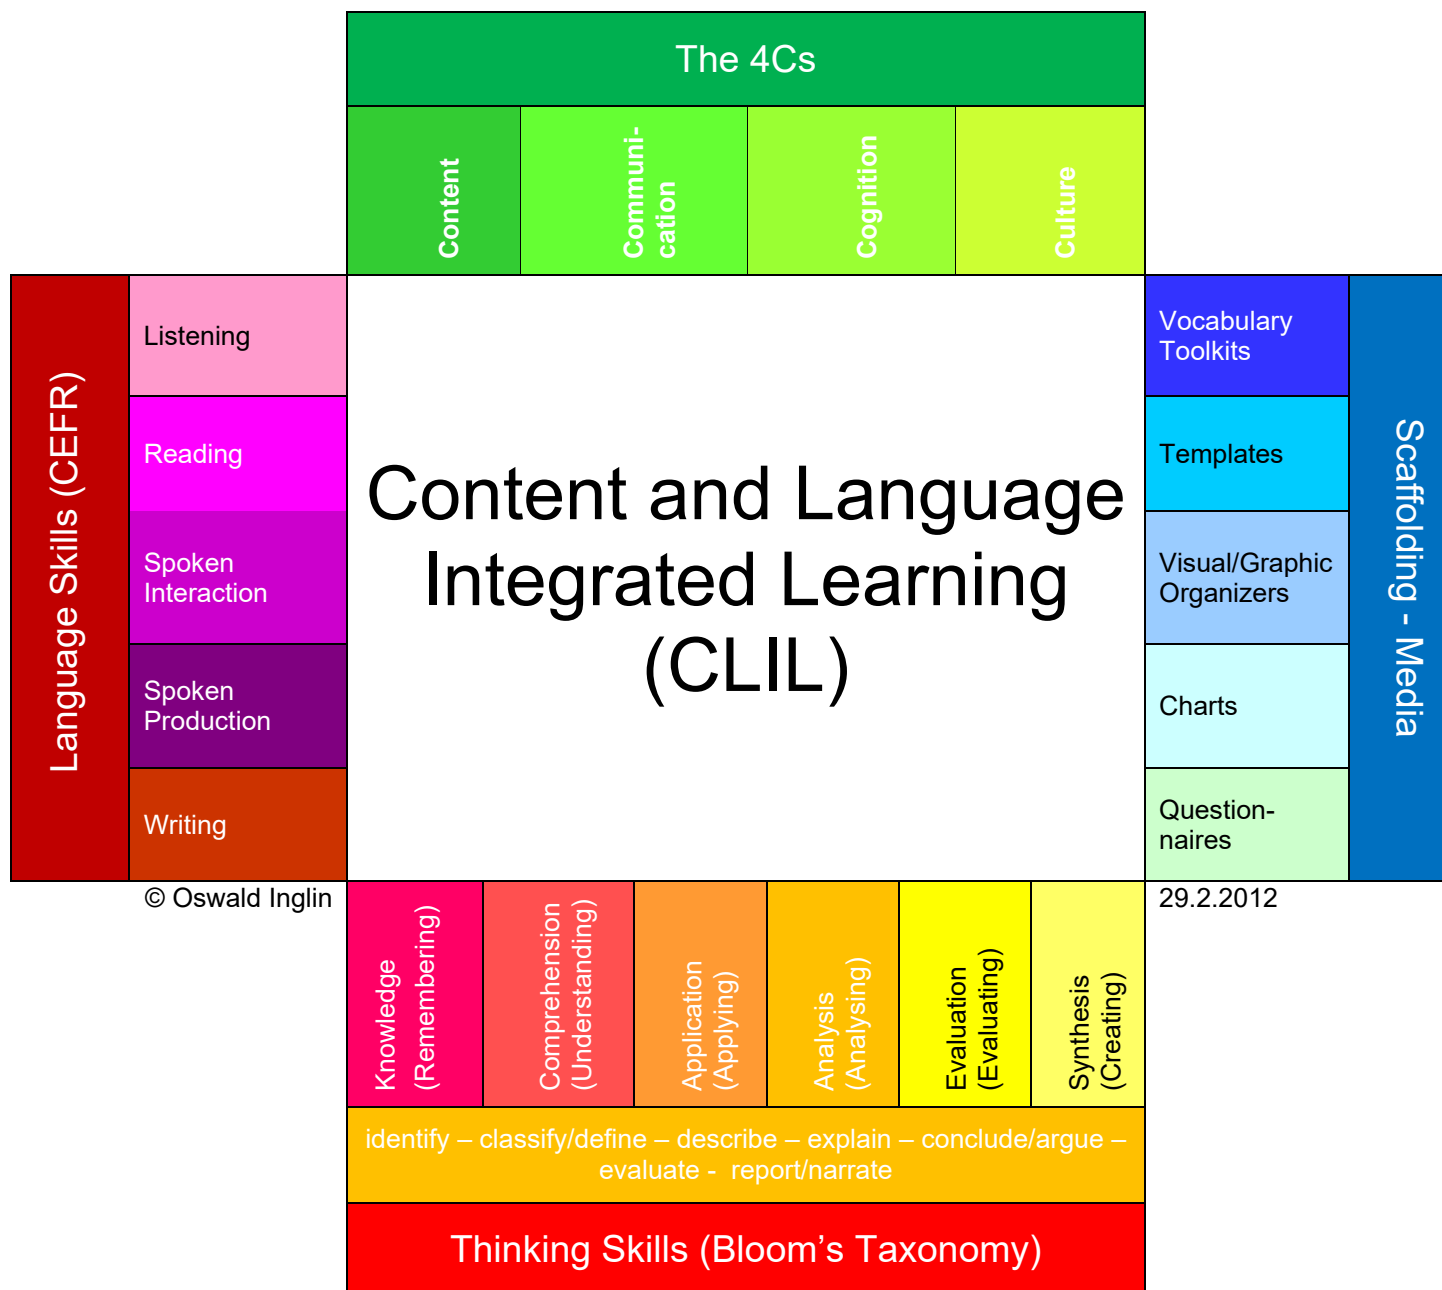 The 4Cs
Content
Communi-
cation
Cognition
Culture
Language Skills (CEFR)
Listening
Reading
Spoken
Interaction
Spoken
Production
Writing
Content and Language
Integrated Learning
(CLIL)
Vocabulary
Toolkits
Templates
Visual/Graphic
Organizers
Charts
Question-
naires
Scaffolding - Media
© Oswald Inglin
29.2.2012
Knowledge
(Remembering)
Comprehension
(Understanding)
Application
(Applying)
Analysis
(Analysing)
Evaluation
(Evaluating)
Synthesis
(Creating)
identify – classify/define – describe – explain – conclude/argue –
evaluate - report/narrate
Thinking Skills (Bloom’s Taxonomy)